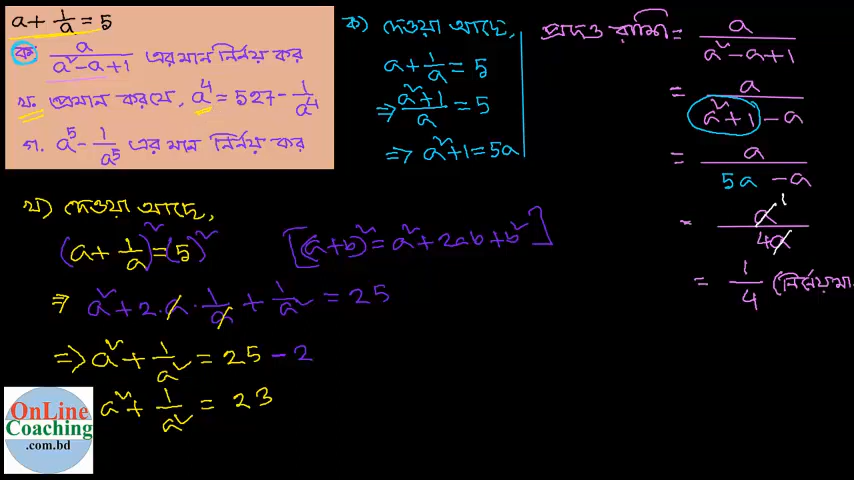 a + 1/a = 5
ক. a/(a²-a+1) এর মান নির্নয় কর
খ. প্রমান কর যে, a⁴ = 527 - 1/a⁴
গ. a⁵ - 1/a⁵ এর মান নির্নয় কর
ক) দেওয়া আছে,
a + 1/a = 5
⇒ (a²+1)/a = 5
⇒ a²+1 = 5a
প্রদত্ত রাশি = a/(a²-a+1)
= a/(a²+1-a)
= a/(5a-a)
= a/4a 1
= 1/4 (নির্নেয় মা
খ) দেওয়া আছে,
(a + 1/a)² = (5)² [(a+b)² = a² + 2ab + b²]
⇒ a² + 2·a·1/a + 1/a² = 25
⇒ a² + 1/a² = 25 - 2
a² + 1/a² = 23
OnLine
Coaching
.com.bd